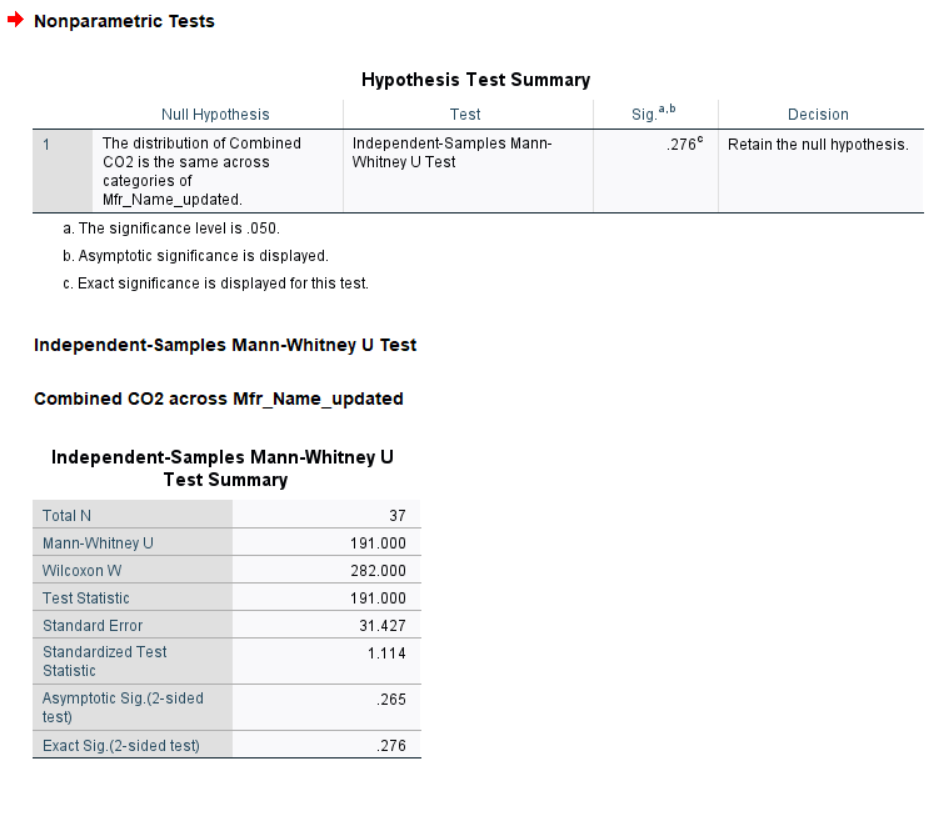 Nonparametric Tests
Hypothesis Test Summary
Null Hypothesis Test Sig.a,b Decision
1 The distribution of Combined Independent-Samples Mann- .276c Retain the null hypothesis.
CO2 is the same across Whitney U Test
categories of
Mfr_Name_updated.
a. The significance level is .050.
b. Asymptotic significance is displayed.
c. Exact significance is displayed for this test.
Independent-Samples Mann-Whitney U Test
Combined CO2 across Mfr_Name_updated
Independent-Samples Mann-Whitney U
Test Summary
Total N 37
Mann-Whitney U 191.000
Wilcoxon W 282.000
Test Statistic 191.000
Standard Error 31.427
Standardized Test 1.114
Statistic
Asymptotic Sig.(2-sided .265
test)
Exact Sig.(2-sided test) .276